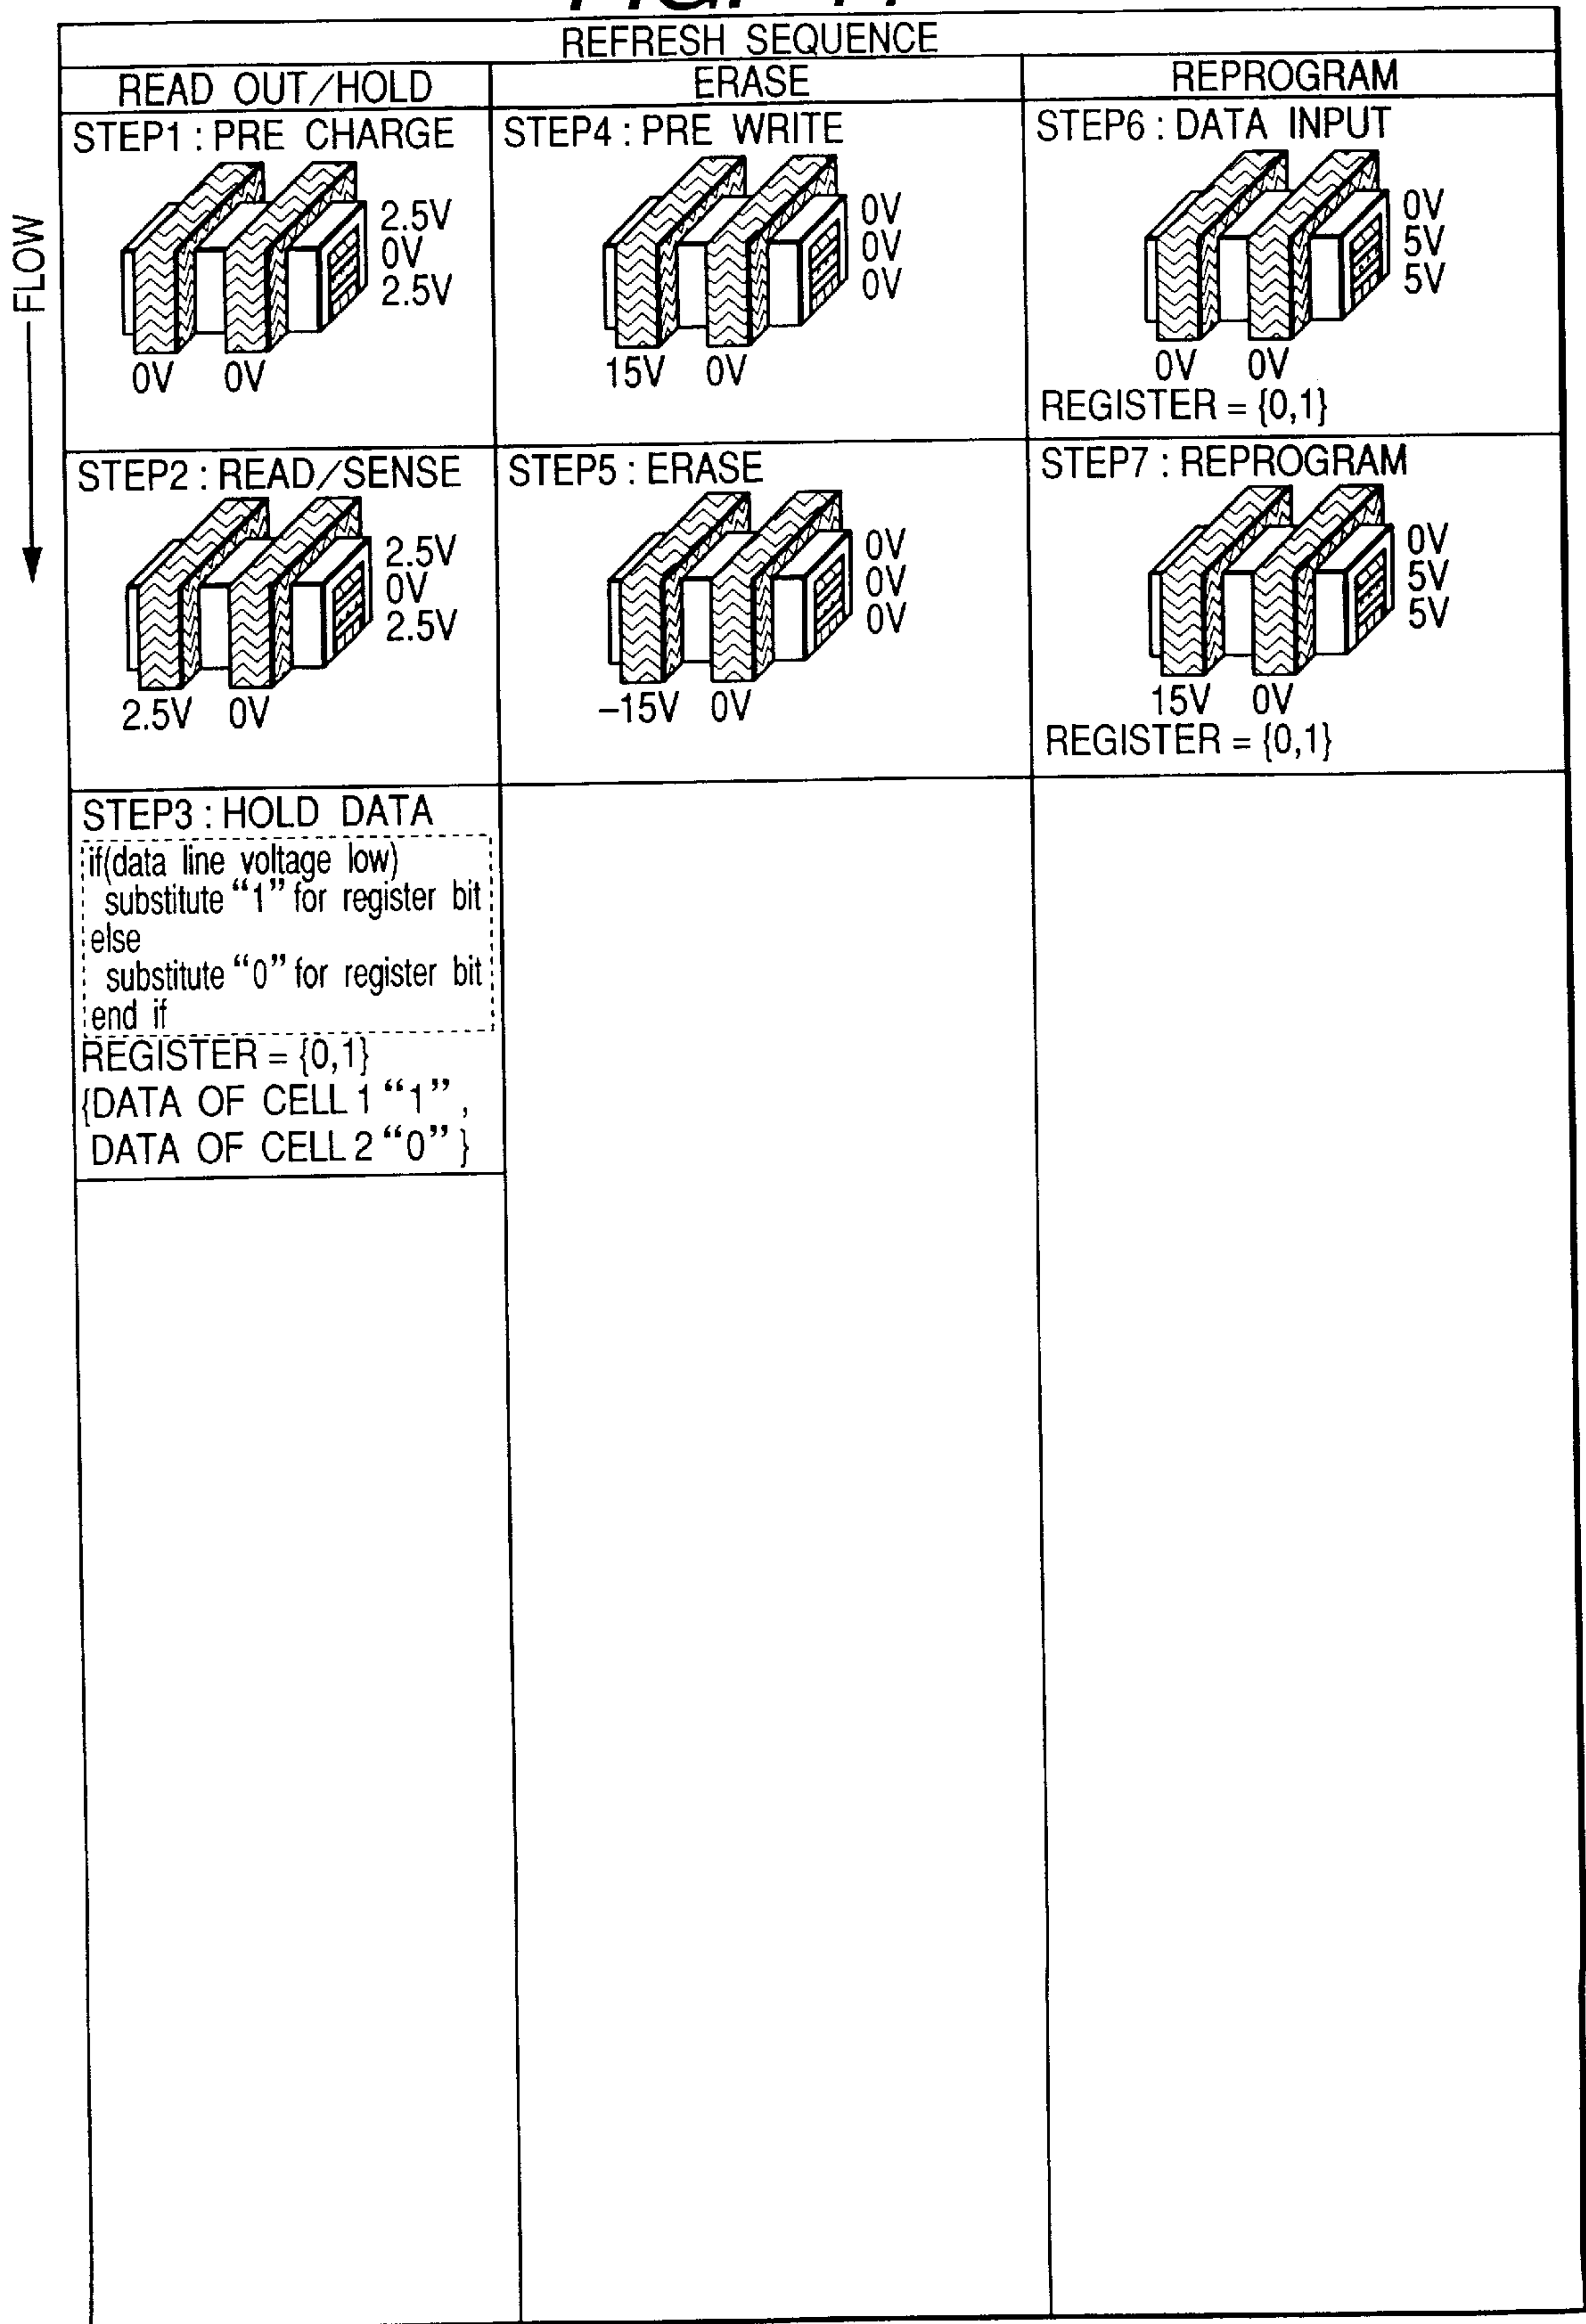 REFRESH SEQUENCE
READ OUT/HOLD
ERASE
REPROGRAM
FLOW
STEP1 : PRE CHARGE
2.5V
0V
2.5V
0V 0V
STEP2 : READ/SENSE
2.5V
0V
2.5V
2.5V 0V
STEP3 : HOLD DATA
if(data line voltage low)
substitute “1” for register bit
else
substitute “0” for register bit
end if
REGISTER = {0,1}
{DATA OF CELL 1 “1”,
DATA OF CELL 2 “0” }
STEP4 : PRE WRITE
0V
0V
0V
15V 0V
STEP5 : ERASE
0V
0V
0V
–15V 0V
STEP6 : DATA INPUT
0V
5V
5V
0V 0V
REGISTER = {0,1}
STEP7 : REPROGRAM
0V
5V
5V
15V 0V
REGISTER = {0,1}